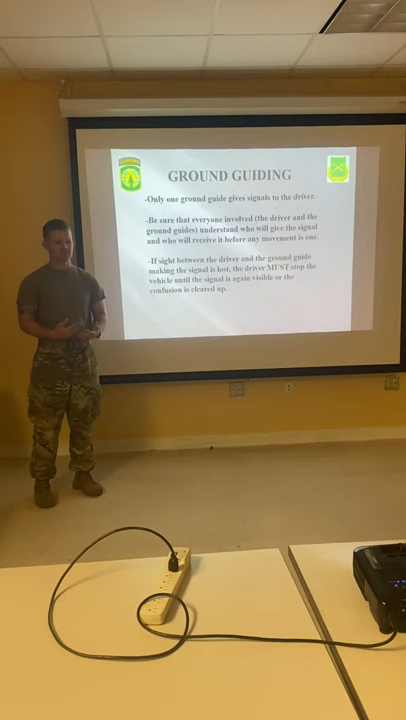 GROUND GUIDING
-Only one ground guide gives signals to the driver.
-Be sure that everyone involved (the driver and the
ground guides) understand who will give the signal
and who will receive it before any movement is one.
-If sight between the driver and the ground guide
making the signal is lost, the driver MUST stop the
vehicle until the signal is again visible or the
confusion is cleared up.